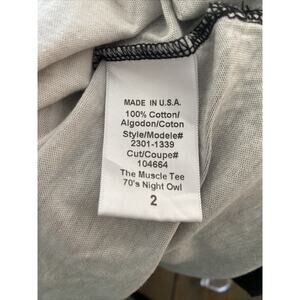 MADE IN U.S.A.
100% Cotton/
Algodon/Coton
Style/Modele#
2301-1339
Cut/Coupe#
104664
The Muscle Tee
70's Night Owl
2